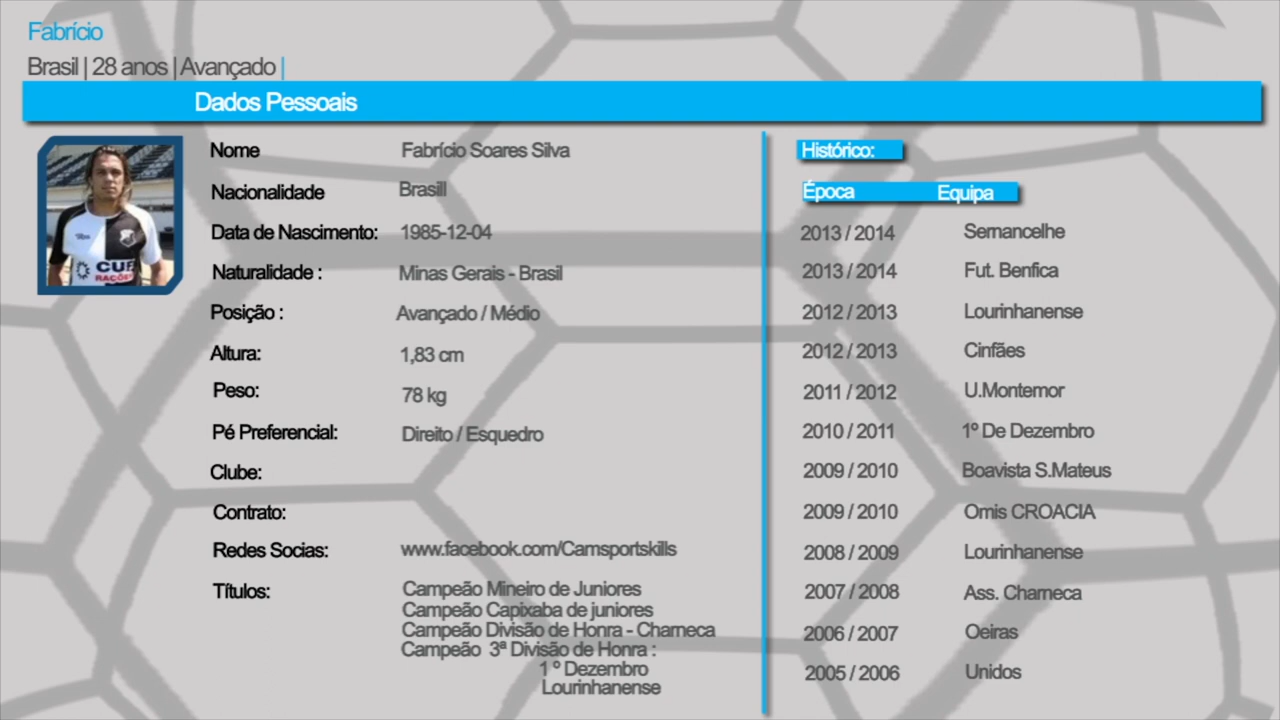 Fabrício
Brasil | 28 anos | Avançado |
Dados Pessoais
CUF
RAÇÕES
Nome Fabrício Soares Silva
Nacionalidade Brasill
Data de Nascimento: 1985-12-04
Naturalidade : Minas Gerais - Brasil
Posição : Avançado / Médio
Altura: 1,83 cm
Peso: 78 kg
Pé Preferencial: Direito / Esquedro
Clube:
Contrato:
Redes Socias: www.facebook.com/Camsportskills
Títulos: Campeão Mineiro de Juniores
Campeão Capixaba de juniores
Campeão Divisão de Honra - Charneca
Campeão 3ª Divisão de Honra :
1 º Dezembro
Lourinhanense
Histórico:
Época Equipa
2013 / 2014 Sernancelhe
2013 / 2014 Fut. Benfica
2012 / 2013 Lourinhanense
2012 / 2013 Cinfães
2011 / 2012 U.Montemor
2010 / 2011 1º De Dezembro
2009 / 2010 Boavista S.Mateus
2009 / 2010 Omis CROACIA
2008 / 2009 Lourinhanense
2007 / 2008 Ass. Charneca
2006 / 2007 Oeiras
2005 / 2006 Unidos